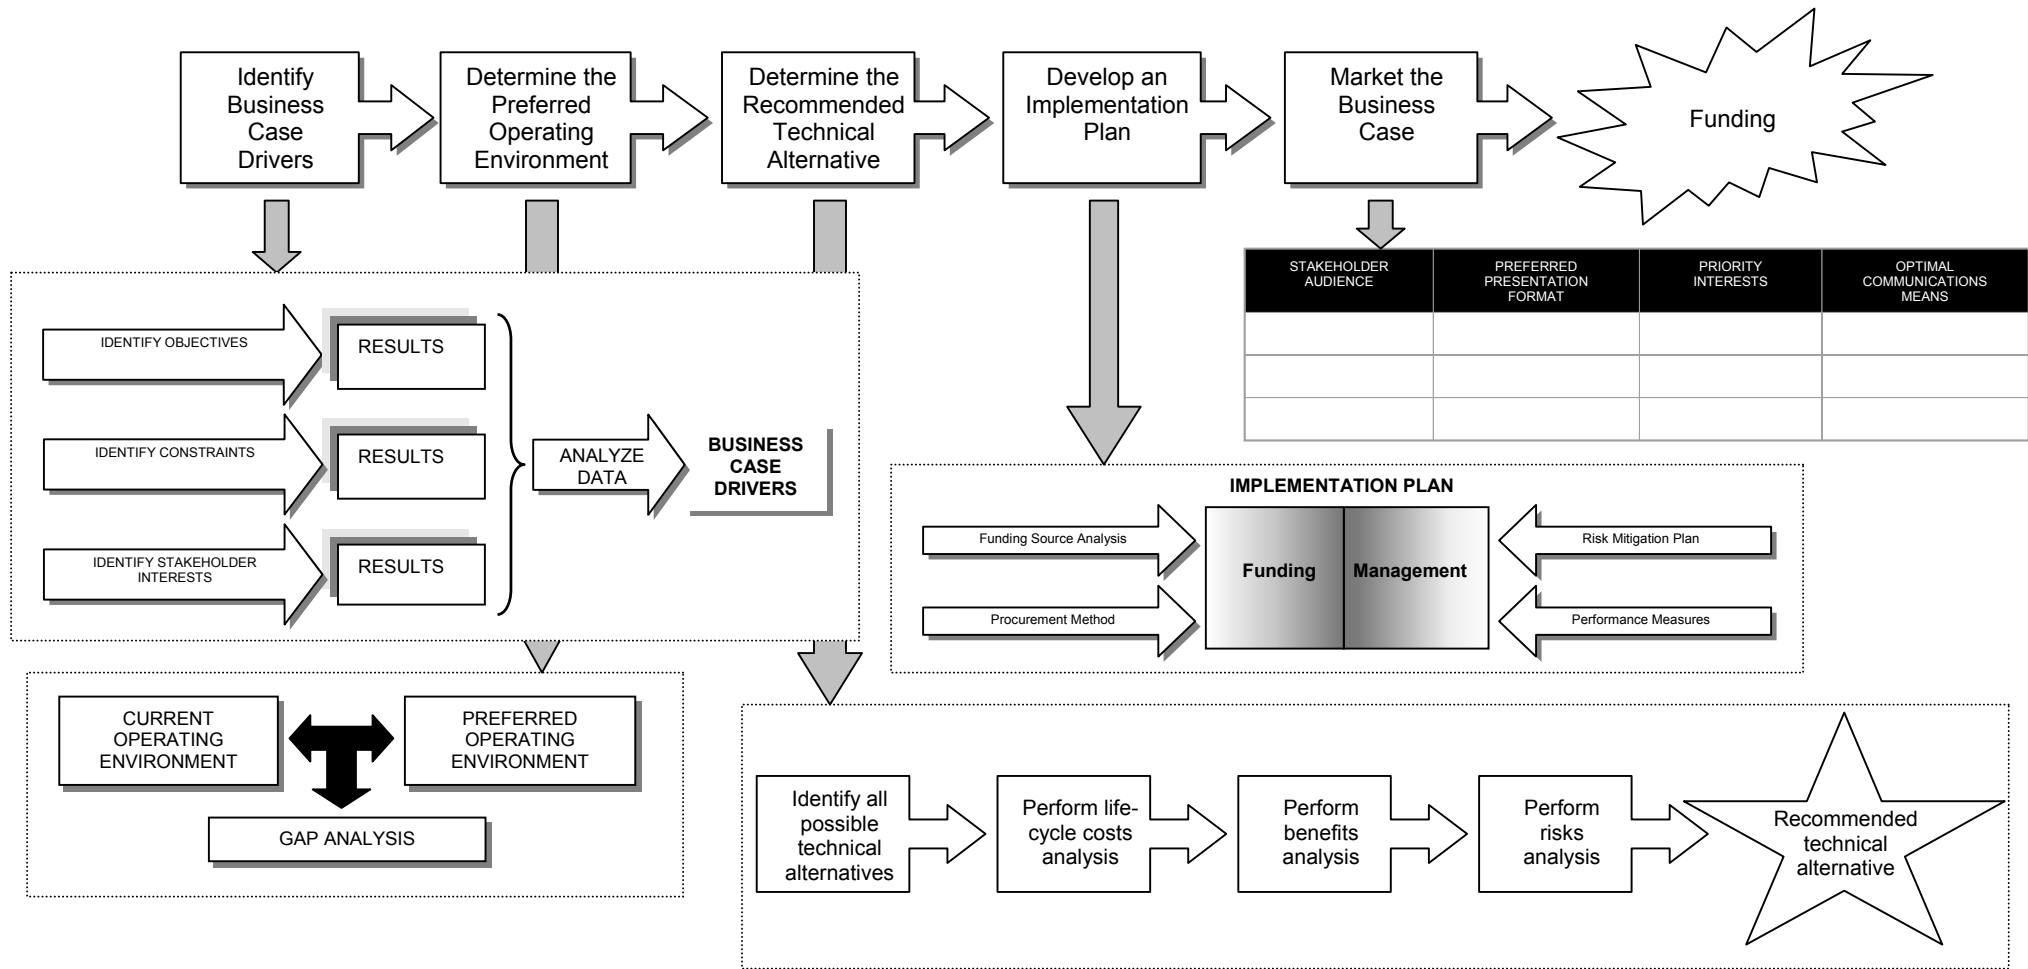 Identify
Business
Case
Drivers
Determine the
Preferred
Operating
Environment
Determine the
Recommended
Technical
Alternative
Develop an
Implementation
Plan
Market the
Business
Case
Funding
STAKEHOLDER
AUDIENCE
PREFERRED
PRESENTATION
FORMAT
PRIORITY
INTERESTS
OPTIMAL
COMMUNICATIONS
MEANS
IDENTIFY OBJECTIVES
RESULTS
IDENTIFY CONSTRAINTS
RESULTS
IDENTIFY STAKEHOLDER
INTERESTS
RESULTS
ANALYZE
DATA
BUSINESS
CASE
DRIVERS
IMPLEMENTATION PLAN
Funding Source Analysis
Procurement Method
Funding
Management
Risk Mitigation Plan
Performance Measures
CURRENT
OPERATING
ENVIRONMENT
PREFERRED
OPERATING
ENVIRONMENT
GAP ANALYSIS
Identify all
possible
technical
alternatives
Perform life-
cycle costs
analysis
Perform
benefits
analysis
Perform
risks
analysis
Recommended
technical
alternative